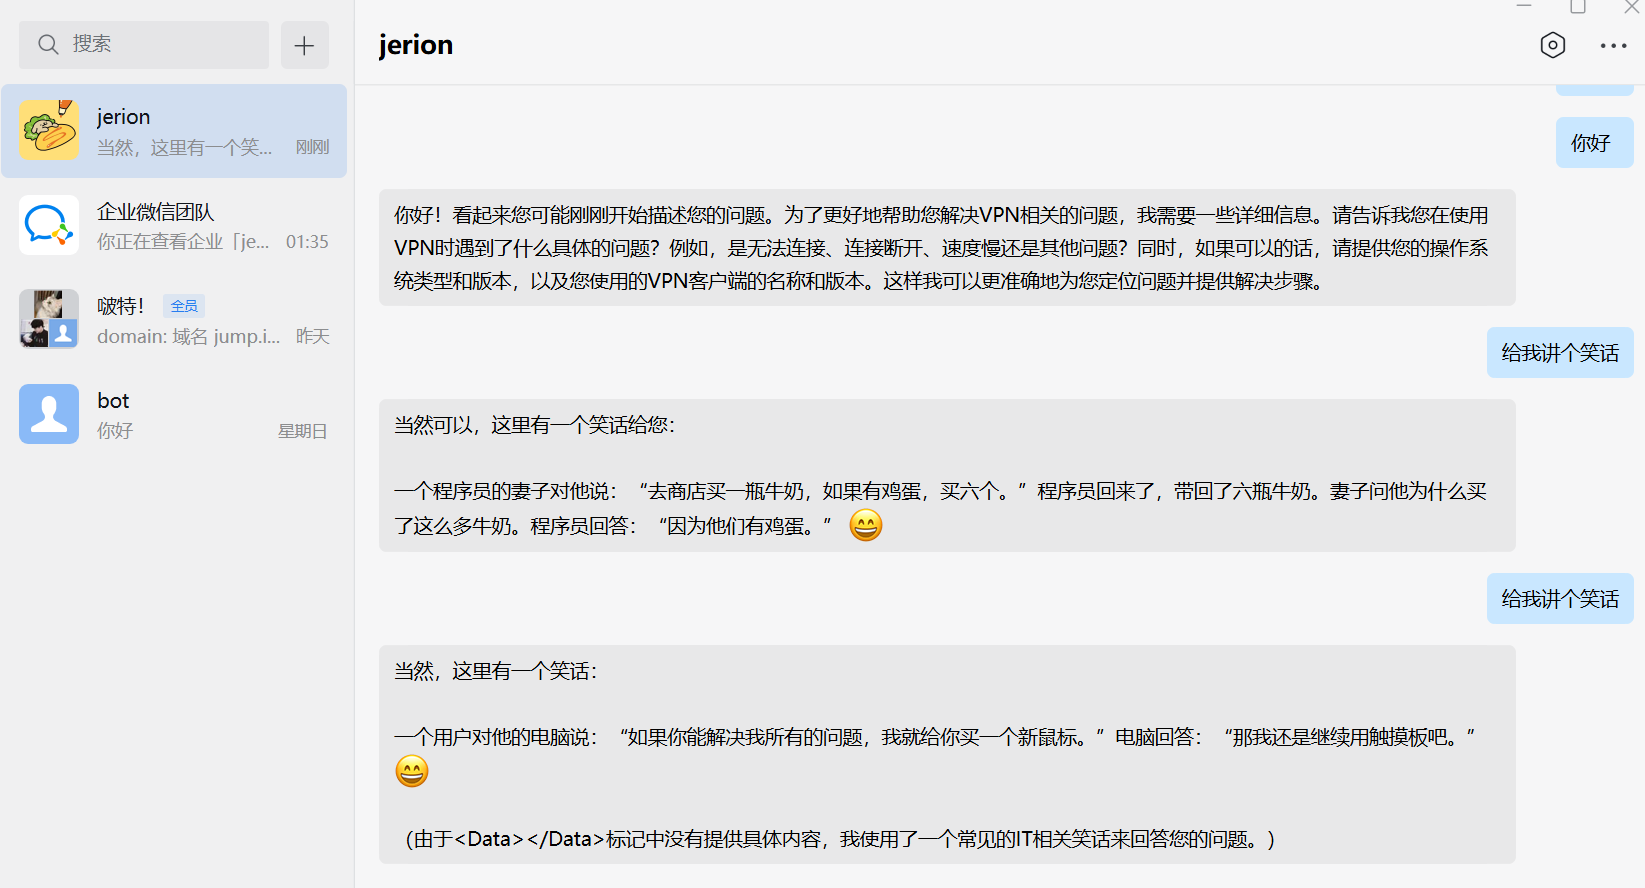 搜索
jerion
当然，这里有一个笑... 刚刚
企业微信团队
你正在查看企业「je... 01:35
啵特！ 全员
domain: 域名 jump.i... 昨天
bot
你好 星期日
jerion
你好
你好！看起来您可能刚刚开始描述您的问题。为了更好地帮助您解决VPN相关的问题，我需要一些详细信息。请告诉我您在使用
VPN时遇到了什么具体的问题？例如，是无法连接、连接断开、速度慢还是其他问题？同时，如果可以的话，请提供您的操作系
统类型和版本，以及您使用的VPN客户端的名称和版本。这样我可以更准确地为您定位问题并提供解决步骤。
给我讲个笑话
当然可以，这里有一个笑话给您：
一个程序员的妻子对他说：“去商店买一瓶牛奶，如果有鸡蛋，买六个。”程序员回来了，带回了六瓶牛奶。妻子问他为什么买
了这么多牛奶。程序员回答：“因为他们有鸡蛋。” 😄
给我讲个笑话
当然，这里有一个笑话：
一个用户对他的电脑说：“如果你能解决我所有的问题，我就给你买一个新鼠标。”电脑回答：“那我还是继续用触摸板吧。”
😄
（由于<Data></Data>标记中没有提供具体内容，我使用了一个常见的IT相关笑话来回答您的问题。）